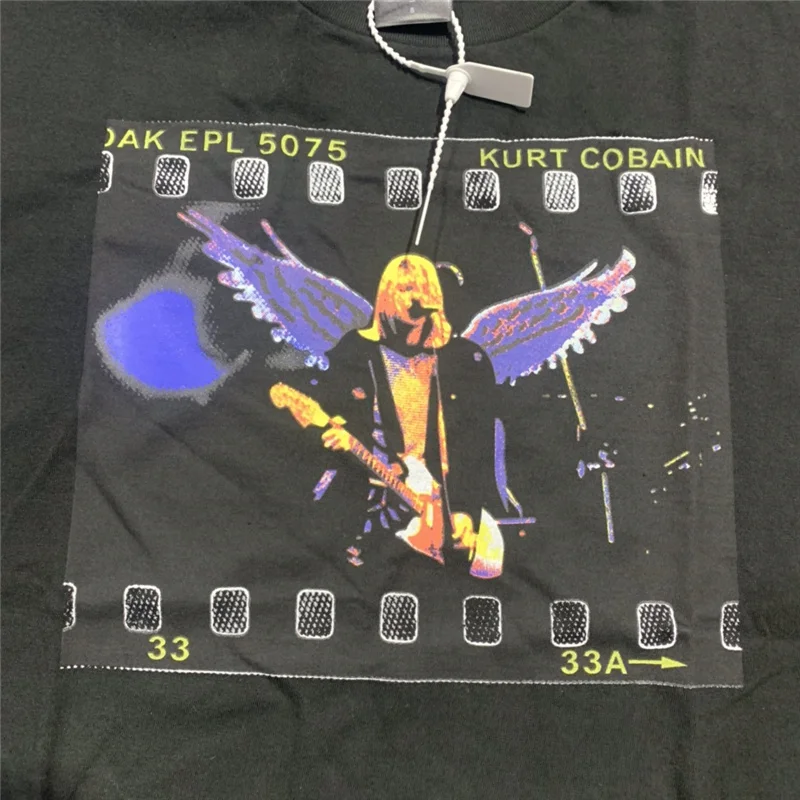 DAK EPL 5075
KURT COBAIN
33
33A